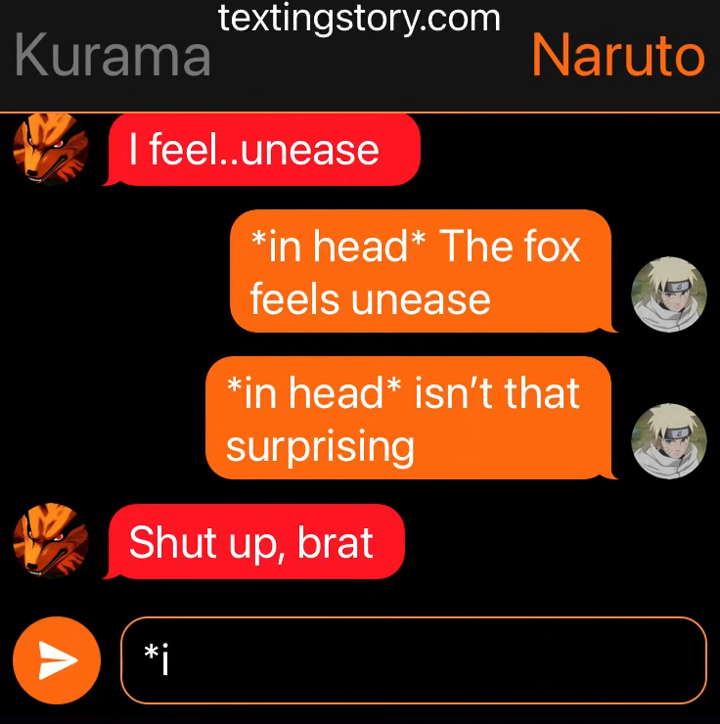 textingstory.com
Kurama
Naruto
I feel..unease
*in head* The fox
feels unease
*in head* isn’t that
surprising
Shut up, brat
*i